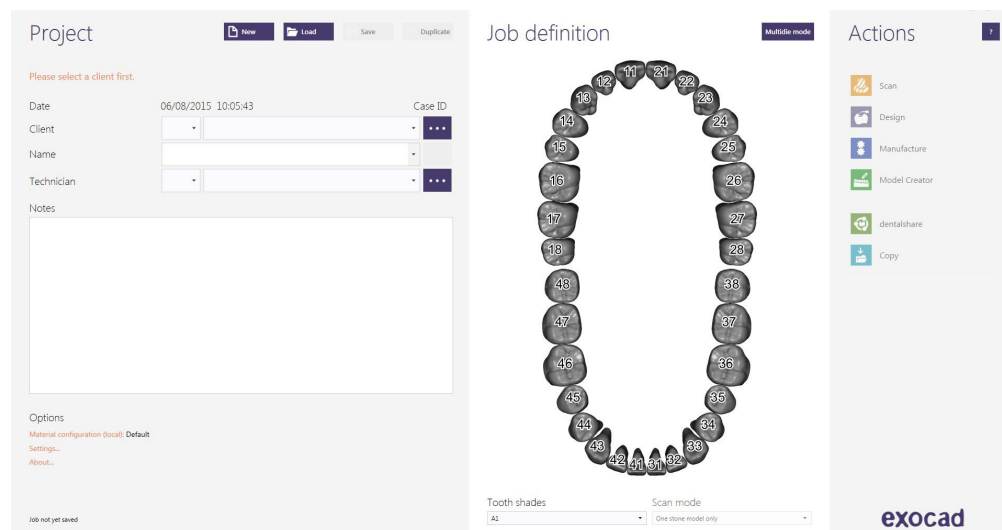 Project
New
Load
Save
Duplicate
Please select a client first.
Date
06/08/2015 10:05:43
Case ID
Client
Name
Technician
Notes
Options
Material configuration (local): Default
Settings...
About...
Job not yet saved
Job definition
Multidie mode
11 21
12 22
13 23
14 24
15 25
16 26
17 27
18 28
48 38
47 37
46 36
45 35
44 34
43 33
42 41 31 32
Tooth shades
A1
Scan mode
One stone model only
Actions
?
Scan
Design
Manufacture
Model Creator
dentalshare
Copy
exocad